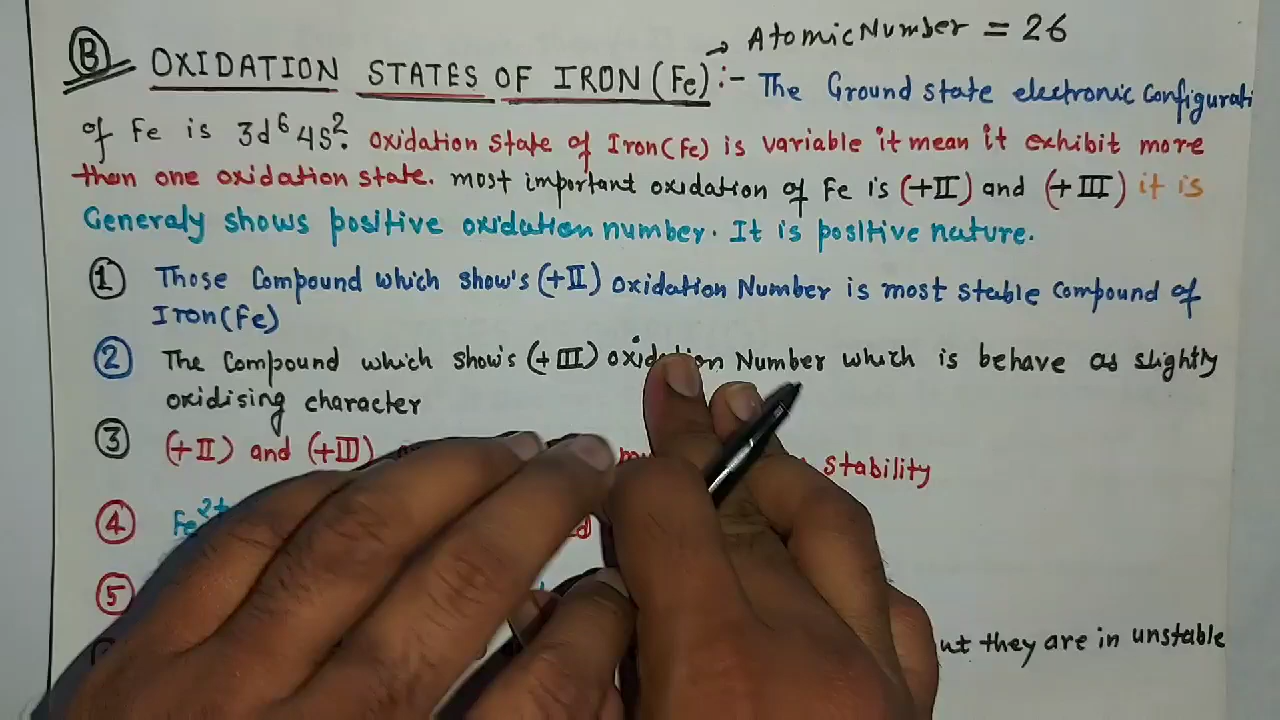 (B) OXIDATION STATES OF IRON (Fe) :- → Atomic Number = 26
The Ground state electronic Configurati
of Fe is 3d⁶4s². oxidation state of Iron(Fe) is variable it mean it exhibit more
then one oxidation state. most important oxidation of Fe is (+II) and (+III) it is
Generaly shows positive oxidation number. It is positive nature.
(1) Those Compound which show's (+II) oxidation Number is most stable compound of
Iron(Fe)
(2) The Compound which show's (+III) oxidation Number which is behave as slightly
oxidising character
(3) (+II) and (+III) stability
(4) Fe²⁺
(5)
they are in unstable